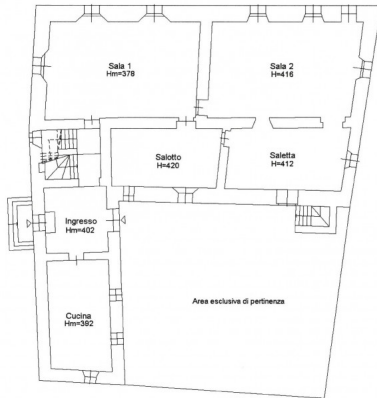 Sala 1
Hm=378
Sala 2
H=416
Salotto
H=420
Saletta
H=412
Ingresso
Hm=402
Cucina
Hm=392
Area esclusiva di pertinenza